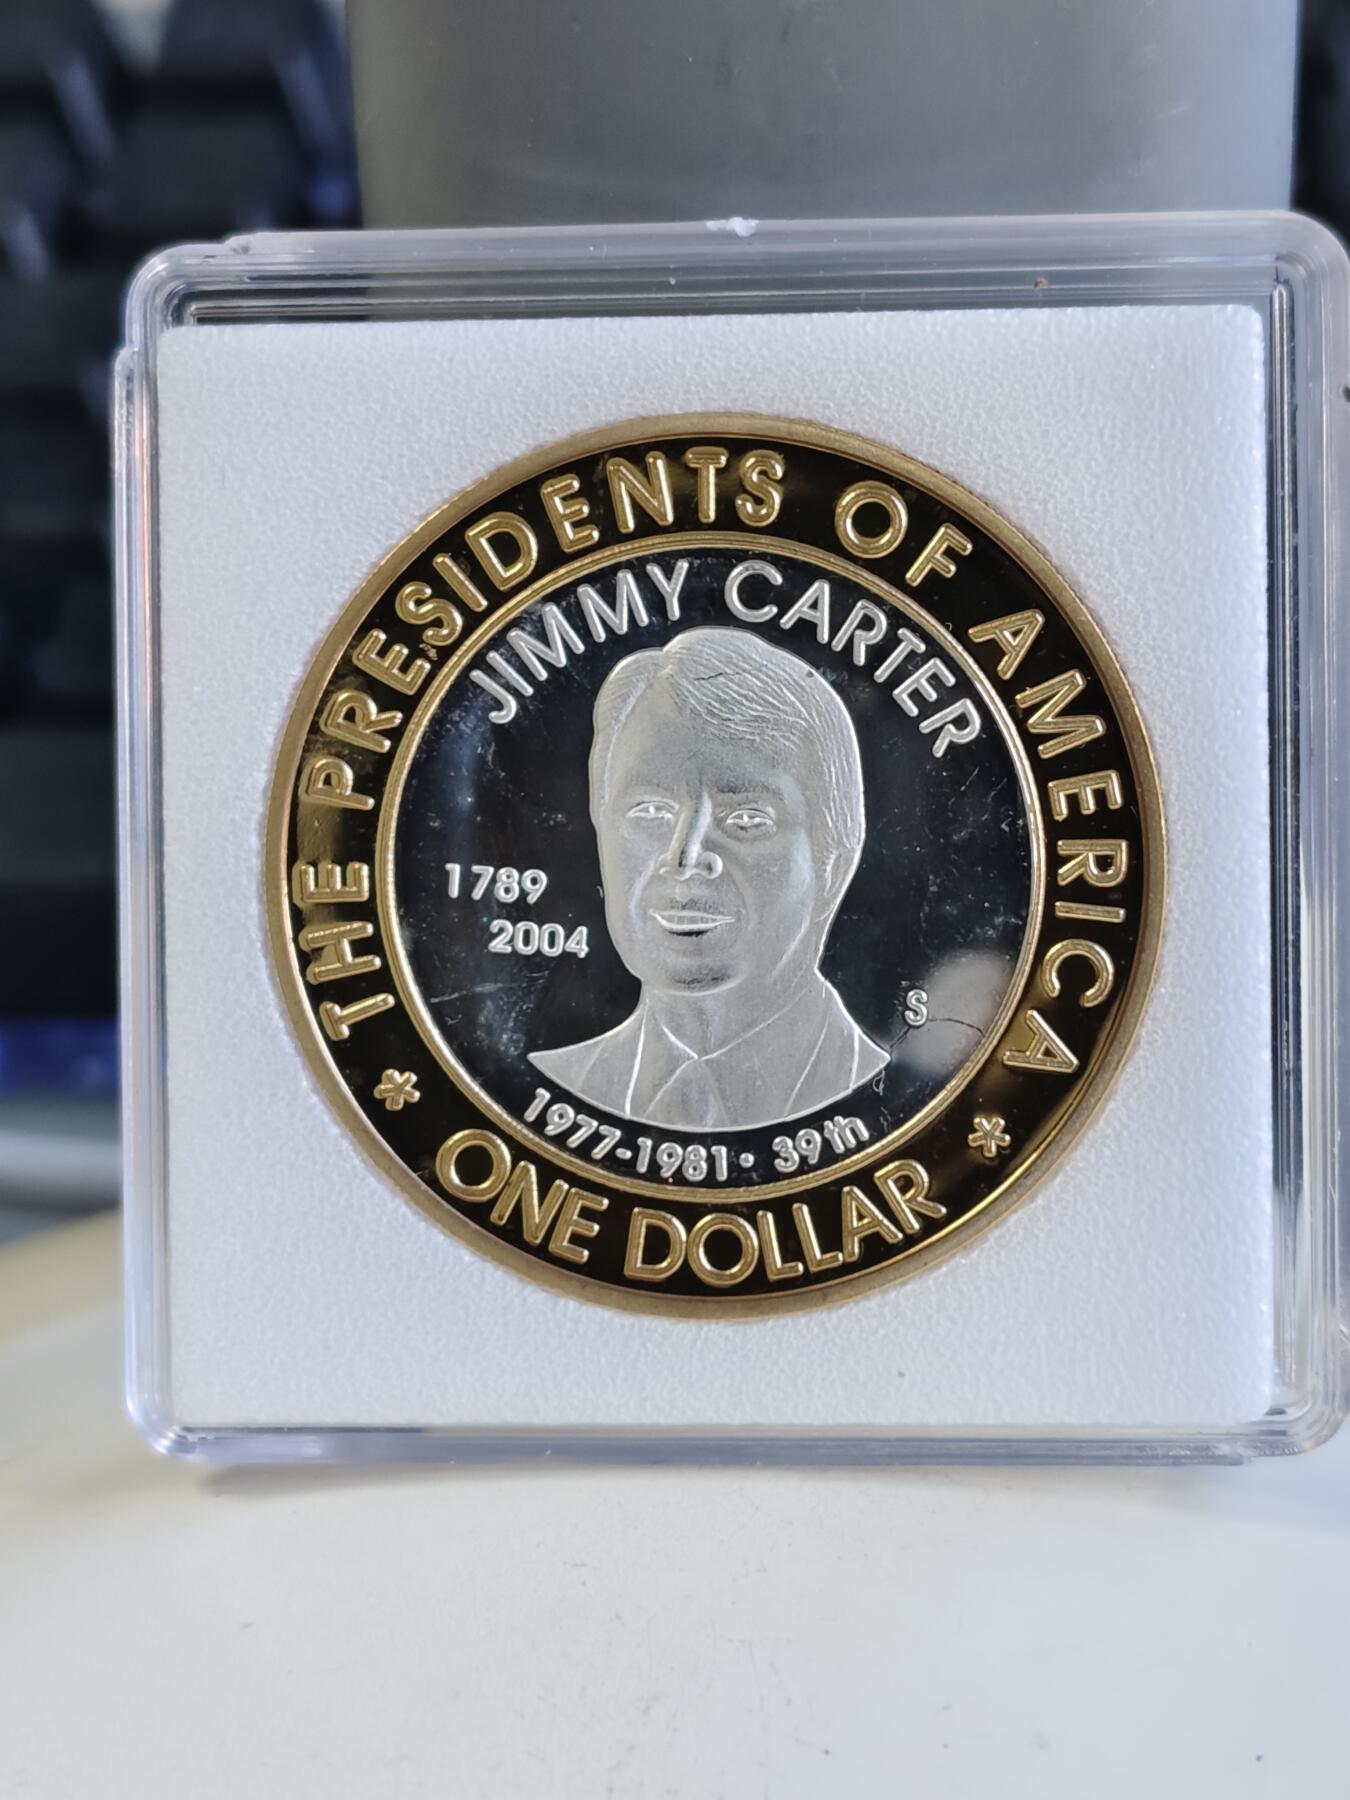 THE PRESIDENTS OF AMERICA
JIMMY CARTER
1789
2004
S
1977-1981 · 39th
* ONE DOLLAR *